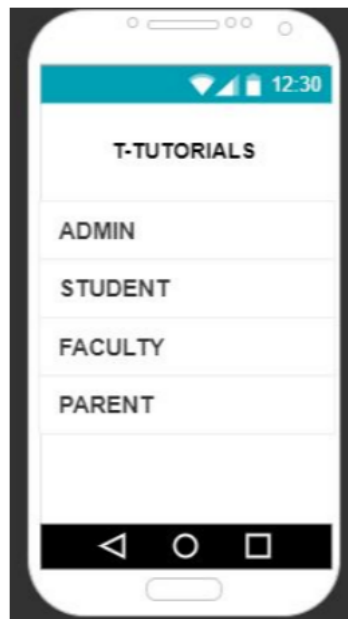 12:30
T-TUTORIALS
ADMIN
STUDENT
FACULTY
PARENT